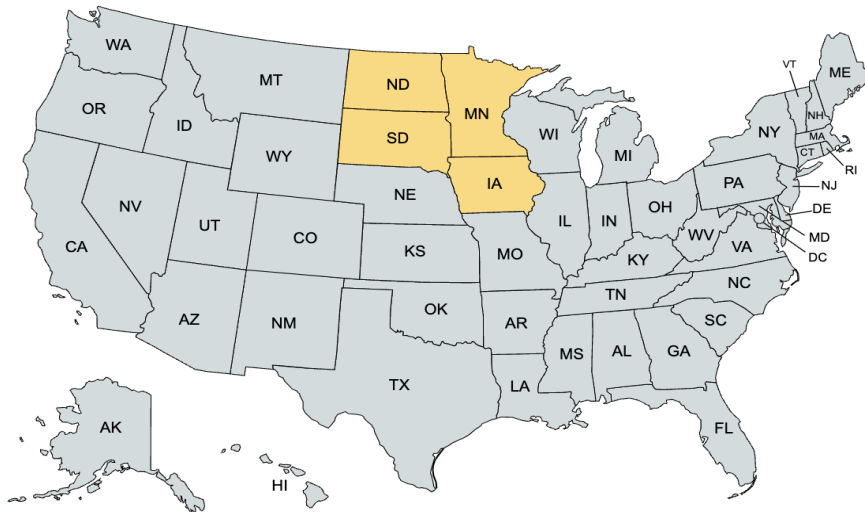 WA
MT
ND
MN
OR
ID
SD
WI
WY
MI
IA
NE
NV
UT
CO
CA
KS
MO
IL
IN
OH
PA
NY
VT
ME
NH
MA
CT
RI
NJ
DE
MD
DC
WV
VA
KY
NC
TN
SC
AZ
NM
OK
AR
MS
AL
GA
TX
LA
FL
AK
HI